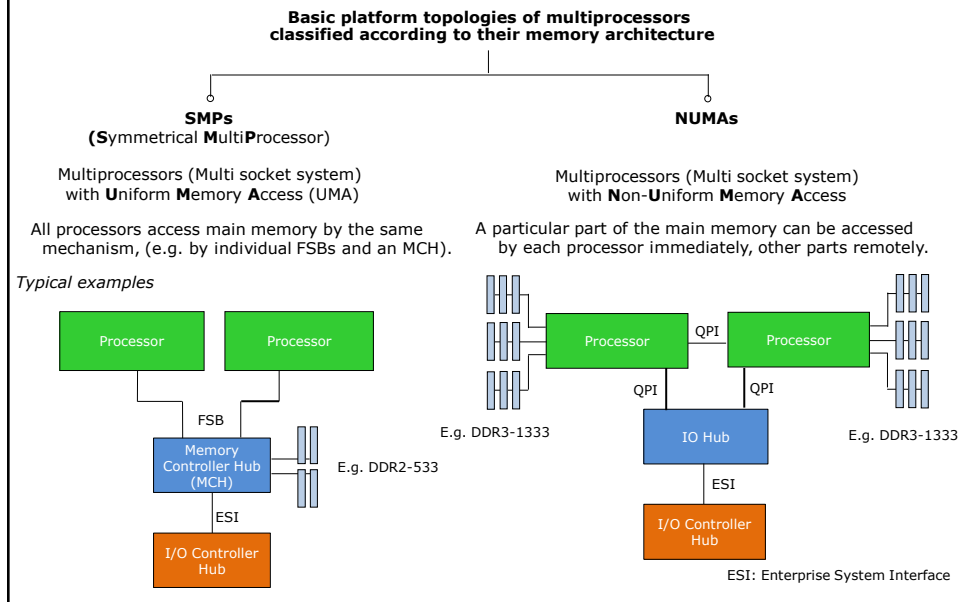 Basic platform topologies of multiprocessors
classified according to their memory architecture
SMPs
(Symmetrical MultiProcessor)
Multiprocessors (Multi socket system)
with Uniform Memory Access (UMA)
All processors access main memory by the same
mechanism, (e.g. by individual FSBs and an MCH).
Typical examples
Processor
Processor
FSB
Memory
Controller Hub
(MCH)
E.g. DDR2-533
ESI
I/O Controller
Hub
NUMAs
Multiprocessors (Multi socket system)
with Non-Uniform Memory Access
A particular part of the main memory can be accessed
by each processor immediately, other parts remotely.
Processor
QPI
Processor
QPI
QPI
E.g. DDR3-1333
IO Hub
E.g. DDR3-1333
ESI
I/O Controller
Hub
ESI: Enterprise System Interface